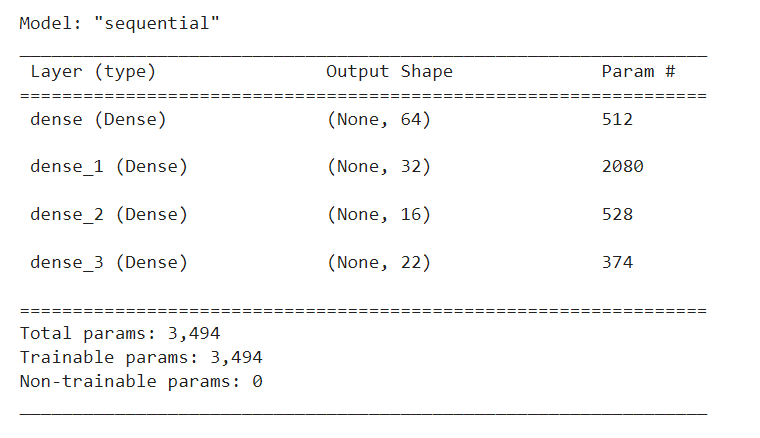 Model: "sequential"
_________________________________________________________________
Layer (type) Output Shape Param #
=================================================================
dense (Dense) (None, 64) 512
dense_1 (Dense) (None, 32) 2080
dense_2 (Dense) (None, 16) 528
dense_3 (Dense) (None, 22) 374
=================================================================
Total params: 3,494
Trainable params: 3,494
Non-trainable params: 0
_________________________________________________________________